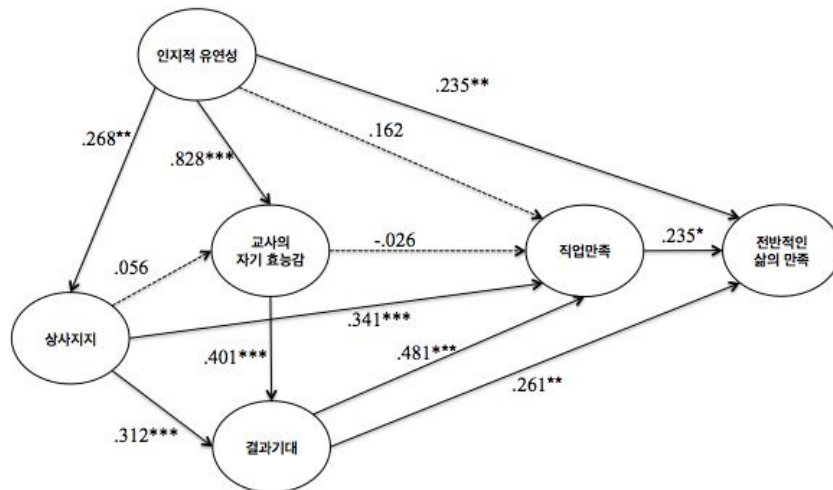 인지적 유연성
.235**
.162
.268**
.828***
교사의
자기 효능감
-.026
직업만족
.235*
전반적인
삶의 만족
.056
상사지지
.341***
.401***
.481***
.261**
.312***
결과기대